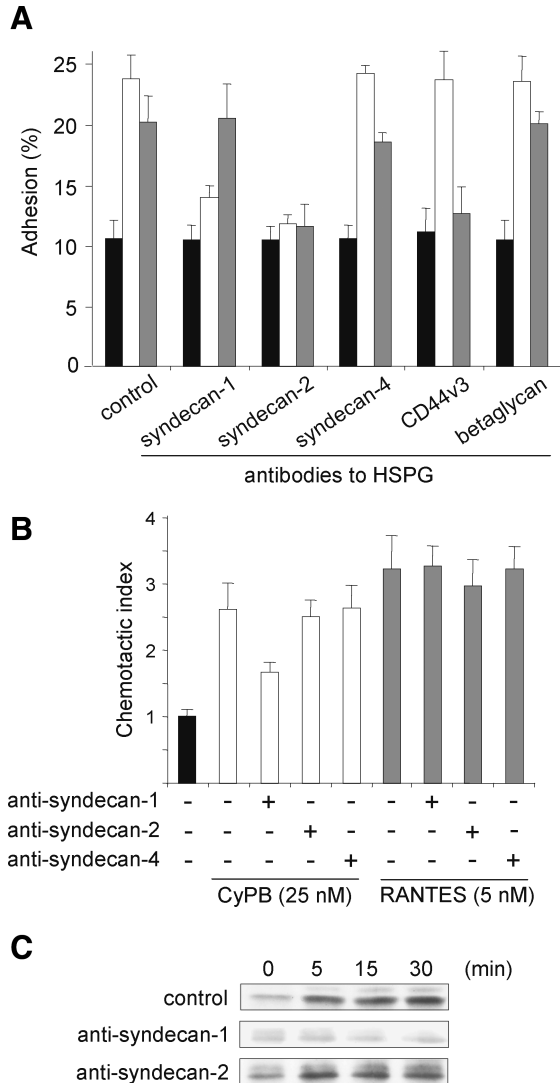 A
Adhesion (%)
25
20
15
10
5
0
control
syndecan-1
syndecan-2
syndecan-4
CD44v3
betaglycan
antibodies to HSPG
B
Chemotactic index
4
3
2
1
anti-syndecan-1 - - + - - - + - -
anti-syndecan-2 - - - + - - - + -
anti-syndecan-4 - - - - + - - - +
CyPB (25 nM) RANTES (5 nM)
C
0 5 15 30 (min)
control
anti-syndecan-1
anti-syndecan-2